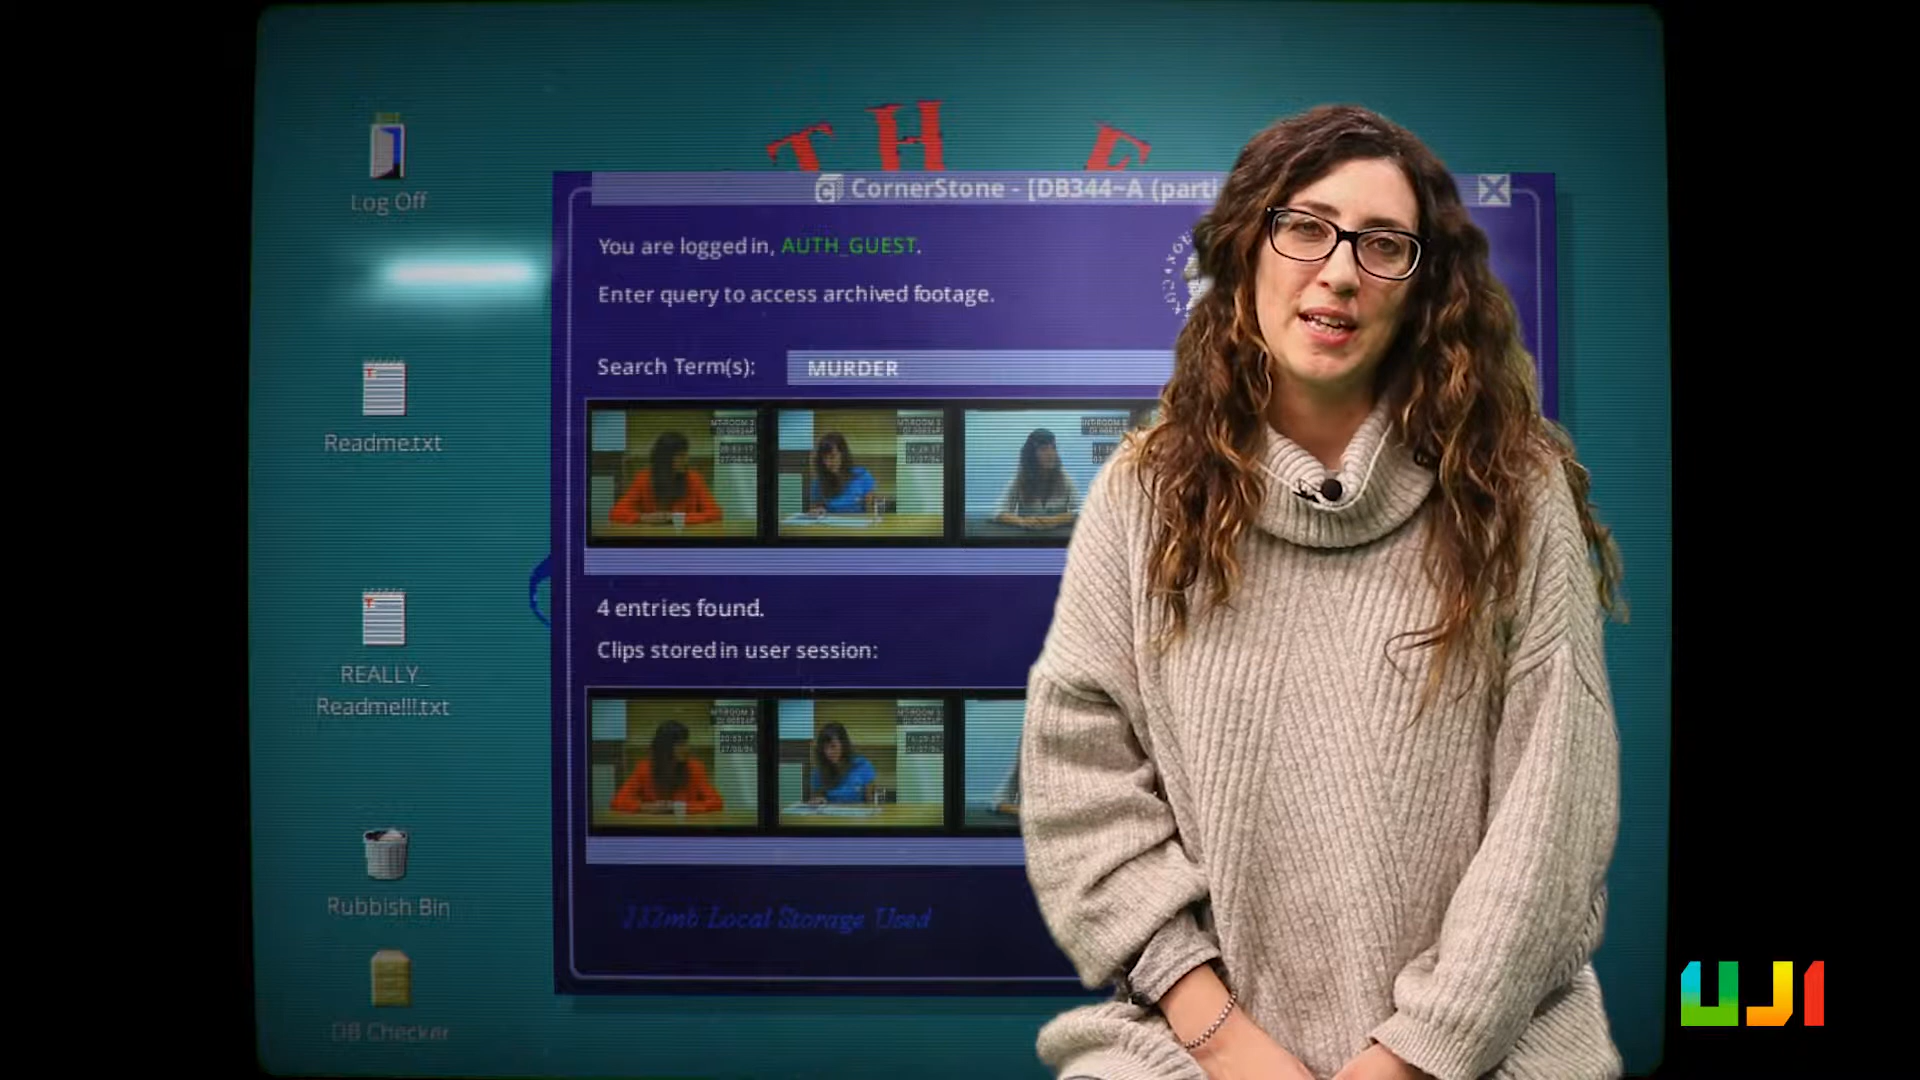 T H E
Log Off
CornerStone - [DB344~A (parti
You are logged in, AUTH_GUEST.
Enter query to access archived footage.
Search Term(s): MURDER
Readme.txt
4 entries found.
Clips stored in user session:
REALLY_
Readme!!!.txt
Rubbish Bin
Local Storage Used
DB Checker
UJI